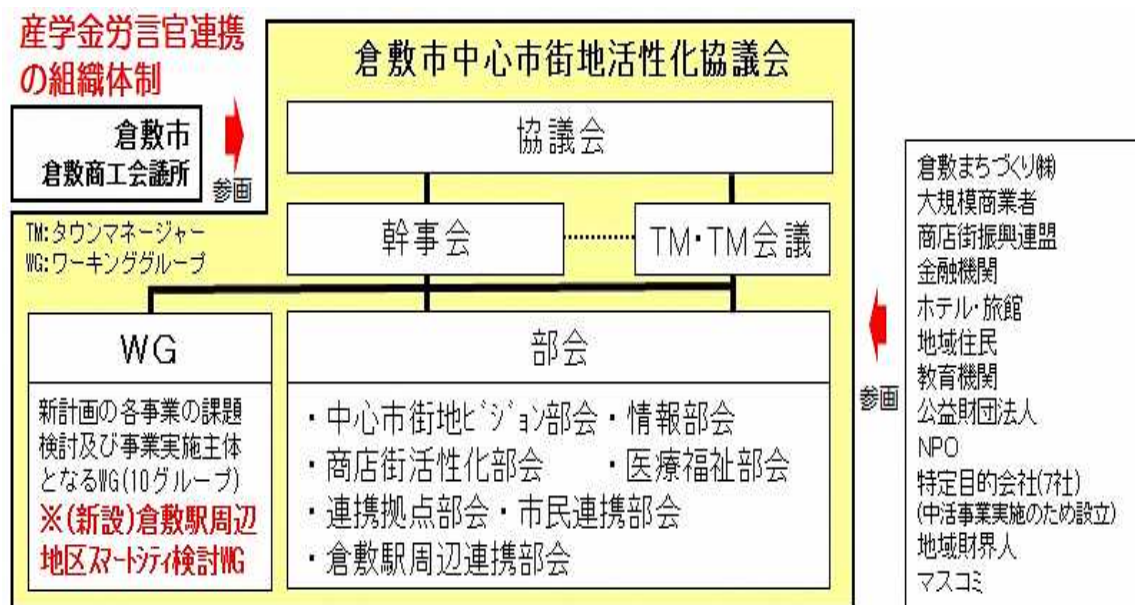 産学金労言官連携
の組織体制
倉敷市
倉敷商工会議所
参画
倉敷市中心市街地活性化協議会
協議会
TM:タウンマネージャー
WG:ワーキンググループ
幹事会
TM・TM会議
WG
新計画の各事業の課題
検討及び事業実施主体
となるWG(10グループ)
※(新設)倉敷駅周辺
地区スマートシティ検討WG
部会
・中心市街地ビジョン部会・情報部会
・商店街活性化部会 ・医療福祉部会
・連携拠点部会・市民連携部会
・倉敷駅周辺連携部会
参画
倉敷まちづくり㈱
大規模商業者
商店街振興連盟
金融機関
ホテル・旅館
地域住民
教育機関
公益財団法人
NPO
特定目的会社(7社)
(中活事業実施のため設立)
地域財界人
マスコミ